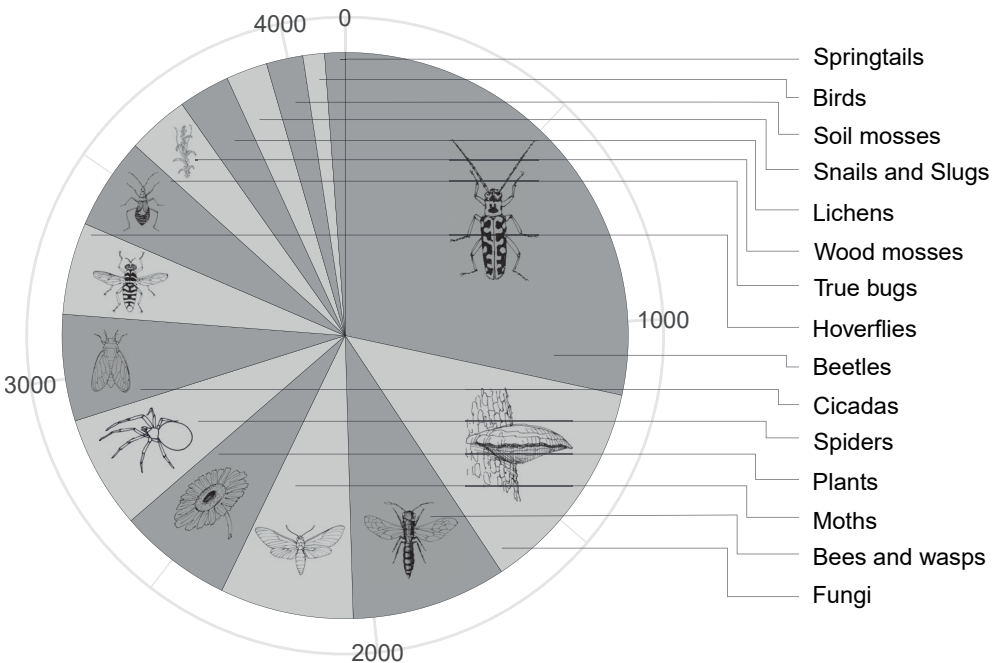 4000
0
1000
2000
3000
Springtails
Birds
Soil mosses
Snails and Slugs
Lichens
Wood mosses
True bugs
Hoverflies
Beetles
Cicadas
Spiders
Plants
Moths
Bees and wasps
Fungi